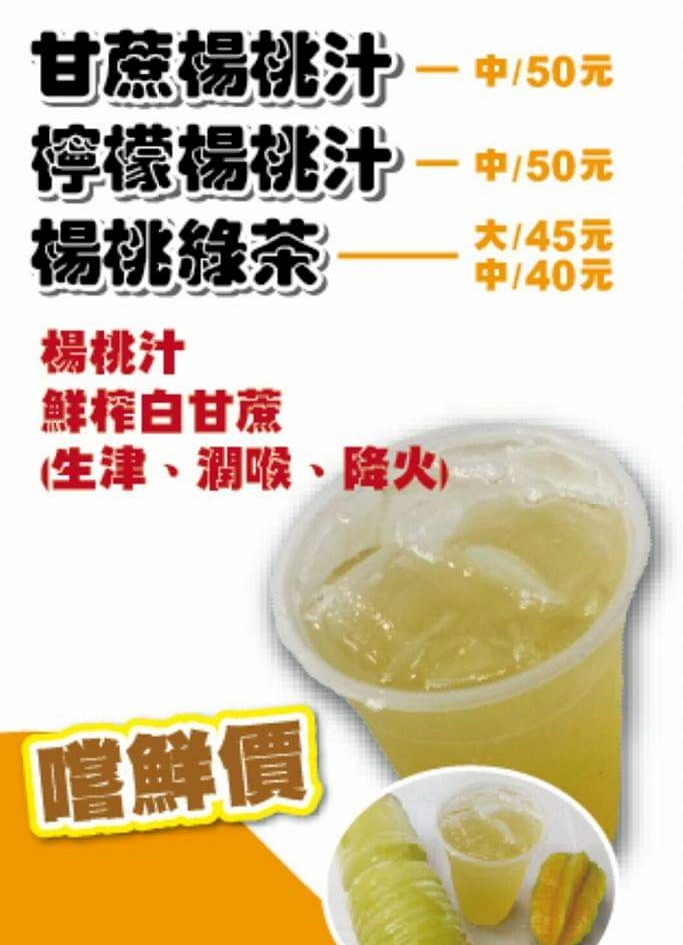 甘蔗楊桃汁 — 中/50元
檸檬楊桃汁 — 中/50元
楊桃綠茶 — 大/45元
中/40元
楊桃汁
鮮榨白甘蔗
(生津、潤喉、降火)
嚐鮮價